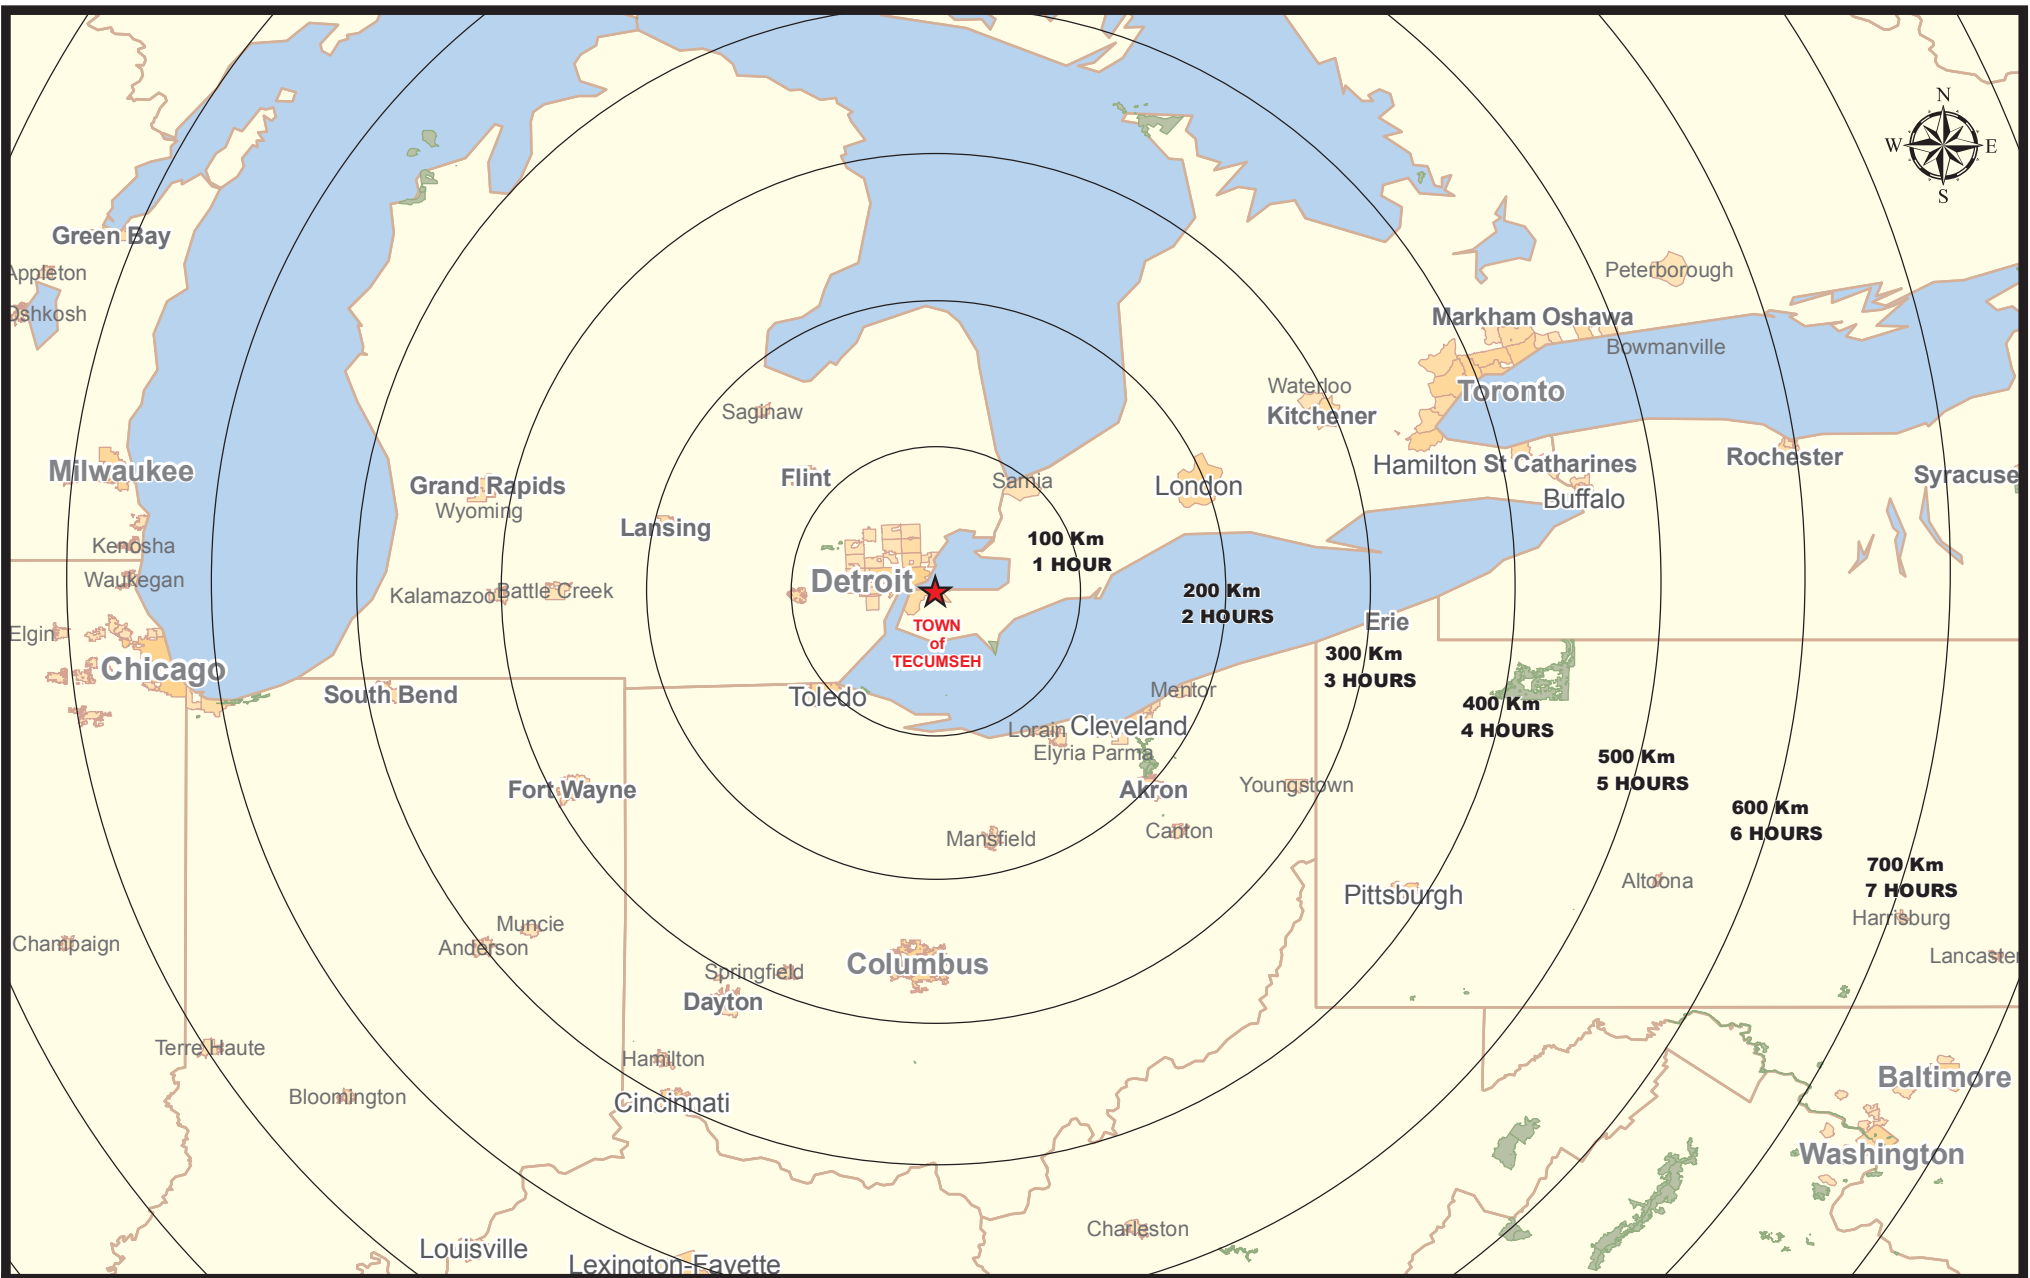 N
W E
S
Green Bay
Appleton
Oshkosh
Peterborough
Markham Oshawa
Bowmanville
Toronto
Waterloo
Kitchener
Saginaw
Milwaukee
Grand Rapids
Wyoming
Flint
Sarnia
London
Hamilton St Catharines
Buffalo
Rochester
Syracuse
Lansing
Kenosha
Waukegan
100 Km
1 HOUR
Kalamazoo
Battle Creek
Detroit
200 Km
2 HOURS
TOWN
of
TECUMSEH
Erie
Elgin
Chicago
South Bend
Toledo
Mentor
300 Km
3 HOURS
400 Km
4 HOURS
Lorain Cleveland
Elyria Parma
500 Km
5 HOURS
Fort Wayne
Akron
Youngstown
600 Km
6 HOURS
Mansfield
Canton
700 Km
7 HOURS
Pittsburgh
Altoona
Harrisburg
Lancaster
Champaign
Muncie
Anderson
Columbus
Springfield
Dayton
Terre Haute
Hamilton
Bloomington
Cincinnati
Baltimore
Washington
Charleston
Louisville
Lexington-Fayette